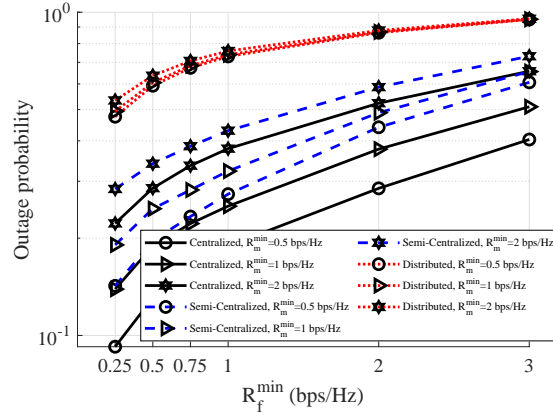 10^0
Outage probability
10^-1
Centralized, R_m^min=0.5 bps/Hz
Centralized, R_m^min=1 bps/Hz
Centralized, R_m^min=2 bps/Hz
Semi-Centralized, R_m^min=0.5 bps/Hz
Semi-Centralized, R_m^min=1 bps/Hz
Semi-Centralized, R_m^min=2 bps/Hz
Distributed, R_m^min=0.5 bps/Hz
Distributed, R_m^min=1 bps/Hz
Distributed, R_m^min=2 bps/Hz
0.25 0.5 0.75 1 2 3
R_f^min (bps/Hz)